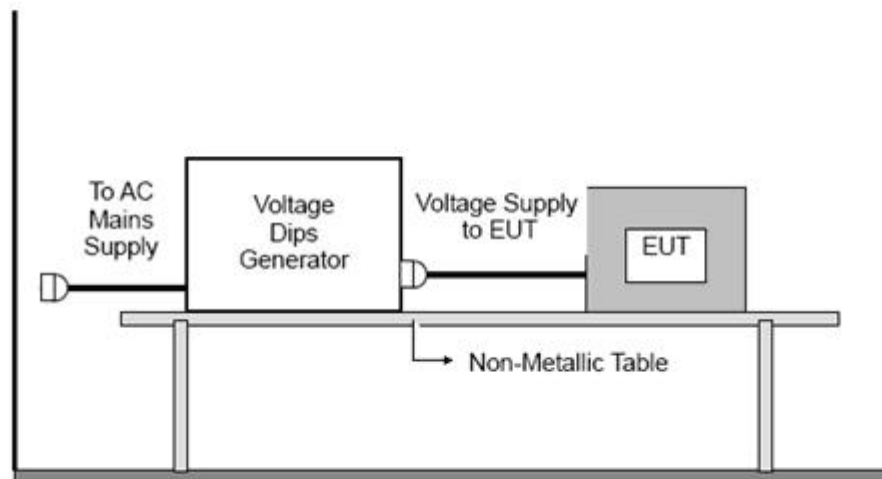 To AC
Mains
Supply
Voltage
Dips
Generator
Voltage Supply
to EUT
EUT
Non-Metallic Table